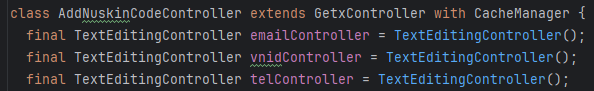 class AddNuskinCodeController extends GetxController with CacheManager {
final TextEditingController emailController = TextEditingController();
final TextEditingController vnidController = TextEditingController();
final TextEditingController telController = TextEditingController();